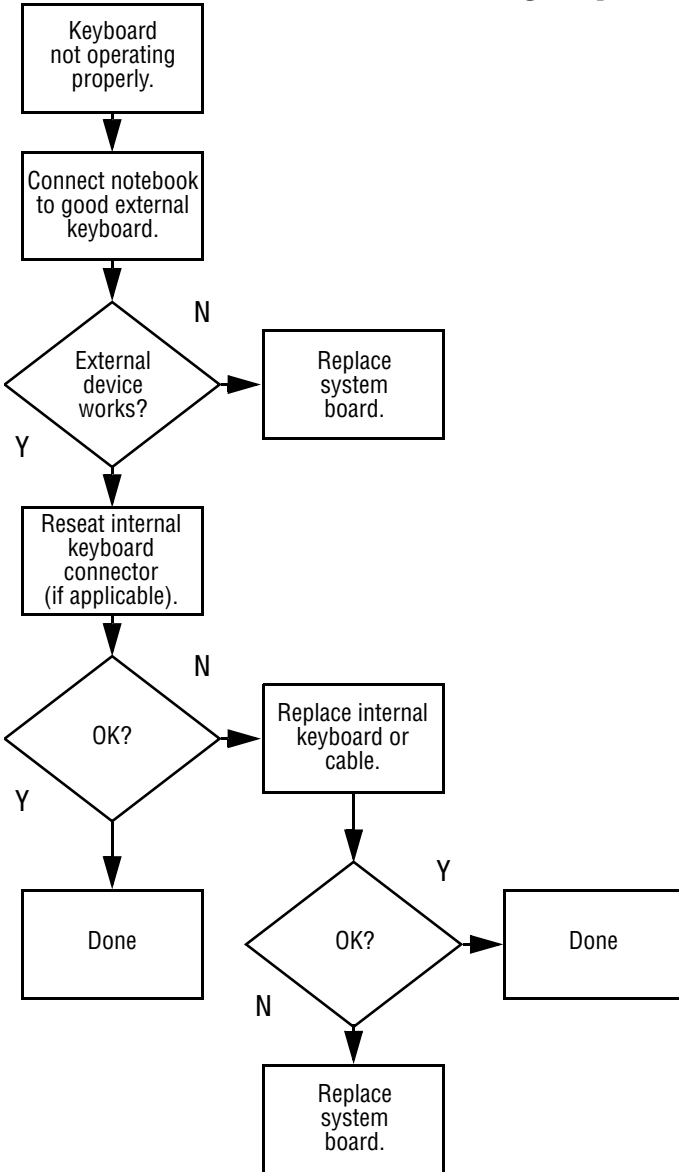 Keyboard
not operating
properly.
Connect notebook
to good external
keyboard.
N
External
device
works?
Replace
system
board.
Y
Reseat internal
keyboard
connector
(if applicable).
N
OK?
Replace internal
keyboard or
cable.
Y
Y
Done
OK?
Done
N
Replace
system
board.